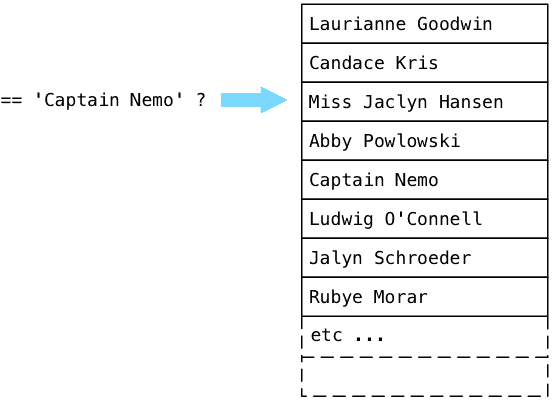 Laurianne Goodwin
Candace Kris
== 'Captain Nemo' ?
Miss Jaclyn Hansen
Abby Powlowski
Captain Nemo
Ludwig O'Connell
Jalyn Schroeder
Rubye Morar
etc ...